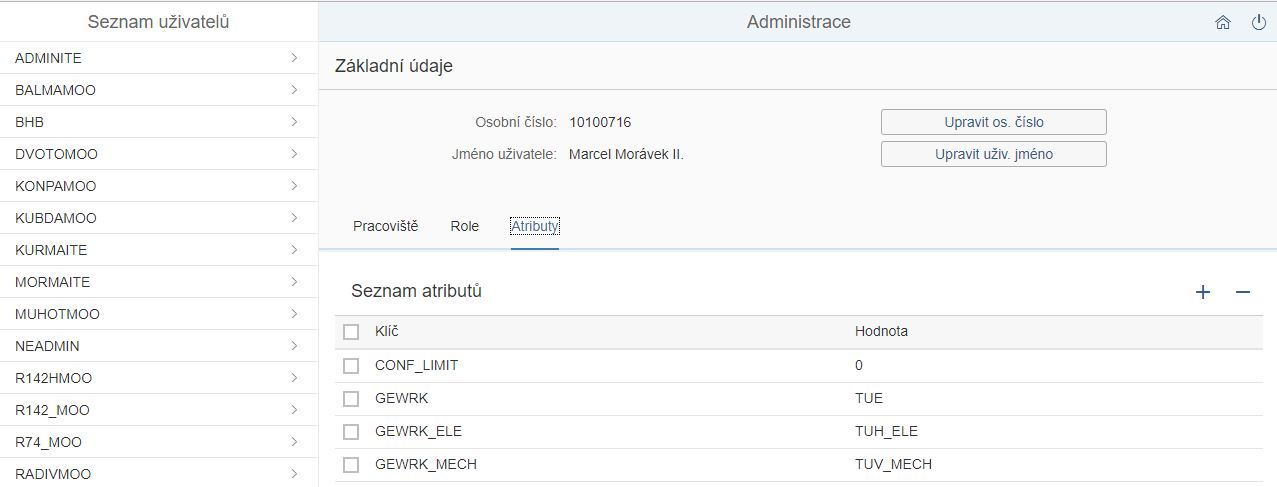 Seznam uživatelů
ADMINITE
BALMAMOO
BHB
DVOTOMOO
KONPAMOO
KUBDAMOO
KURMAITE
MORMAITE
MUHOTMOO
NEADMIN
R142HMOO
R142_MOO
R74_MOO
RADIVMOO
Administrace
Základní údaje
Osobní číslo: 10100716
Upravit os. číslo
Jméno uživatele: Marcel Morávek II.
Upravit uživ. jméno
Pracoviště Role Atributy
Seznam atributů
Klíč Hodnota
CONF_LIMIT 0
GEWRK TUE
GEWRK_ELE TUH_ELE
GEWRK_MECH TUV_MECH